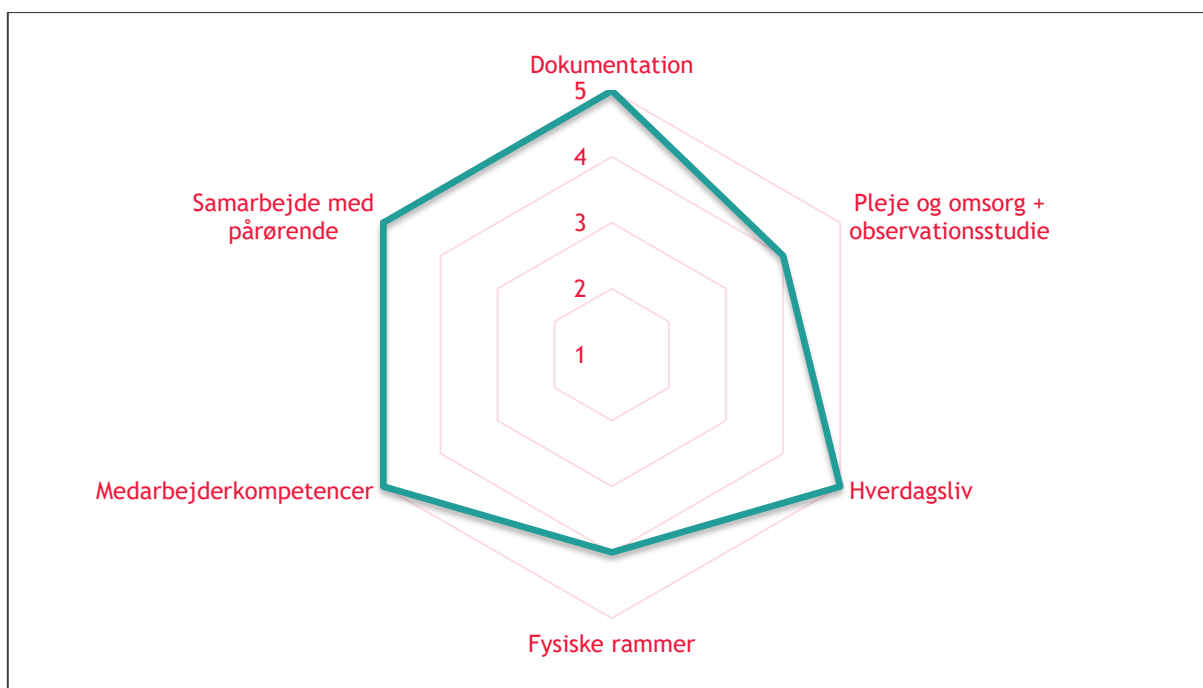 Dokumentation
5
4
3
2
1
Pleje og omsorg +
observationsstudie
Hverdagsliv
Fysiske rammer
Medarbejderkompetencer
Samarbejde med
pårørende